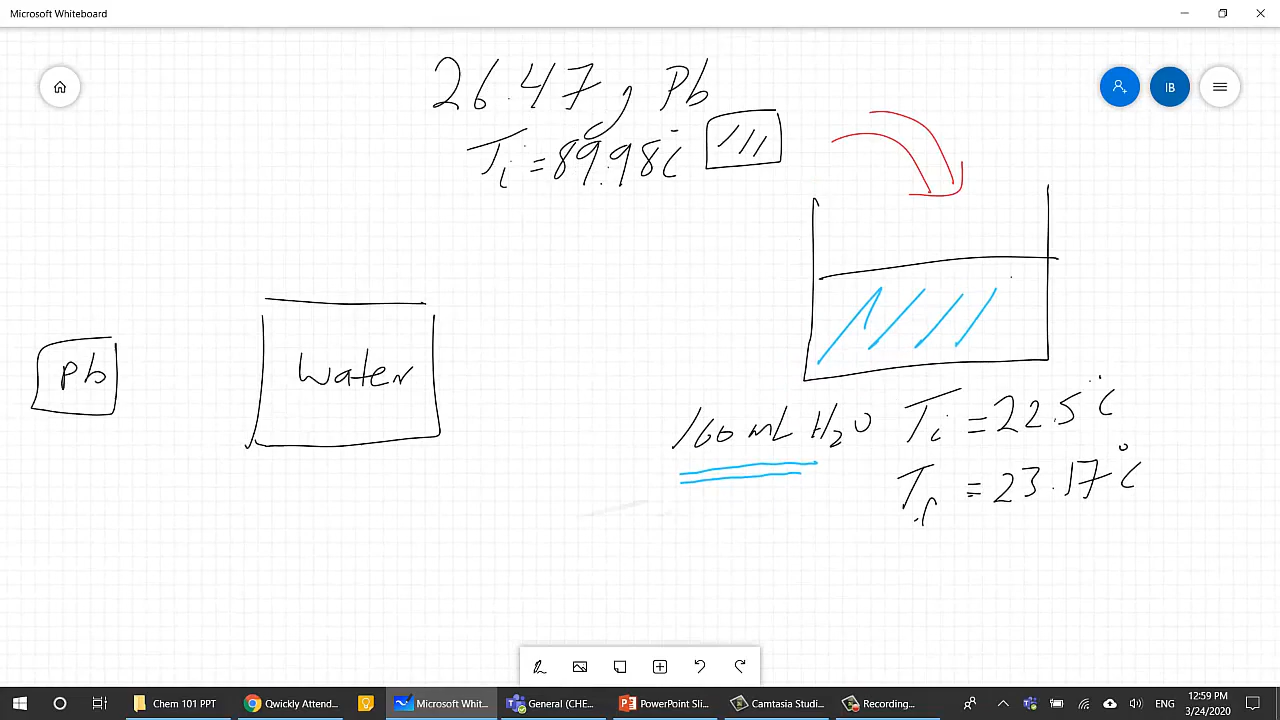 Microsoft Whiteboard
26.47g Pb
Ti = 89.98°C
IB
Pb
Water
100 mL H2O
Ti = 22.5°C
Tf = 23.17°C
Chem 101 PPT
Qwickly Attend...
Microsoft Whit...
General (CHE...
PowerPoint Sli...
Camtasia Studi...
Recording...
ENG
12:59 PM
3/24/2020